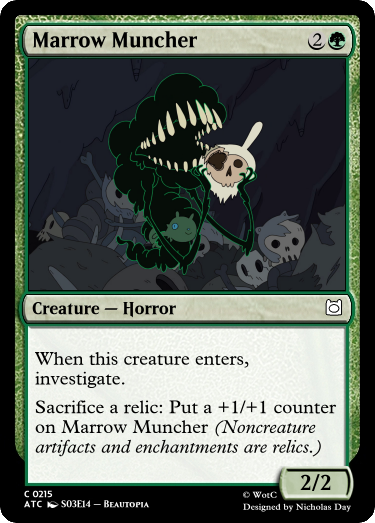 Marrow Muncher 2
Creature — Horror
When this creature enters,
investigate.
Sacrifice a relic: Put a +1/+1 counter
on Marrow Muncher (Noncreature
artifacts and enchantments are relics.)
2/2
C 0215 © WotC
ATC S03E14 – Beautopia Designed by Nicholas Day